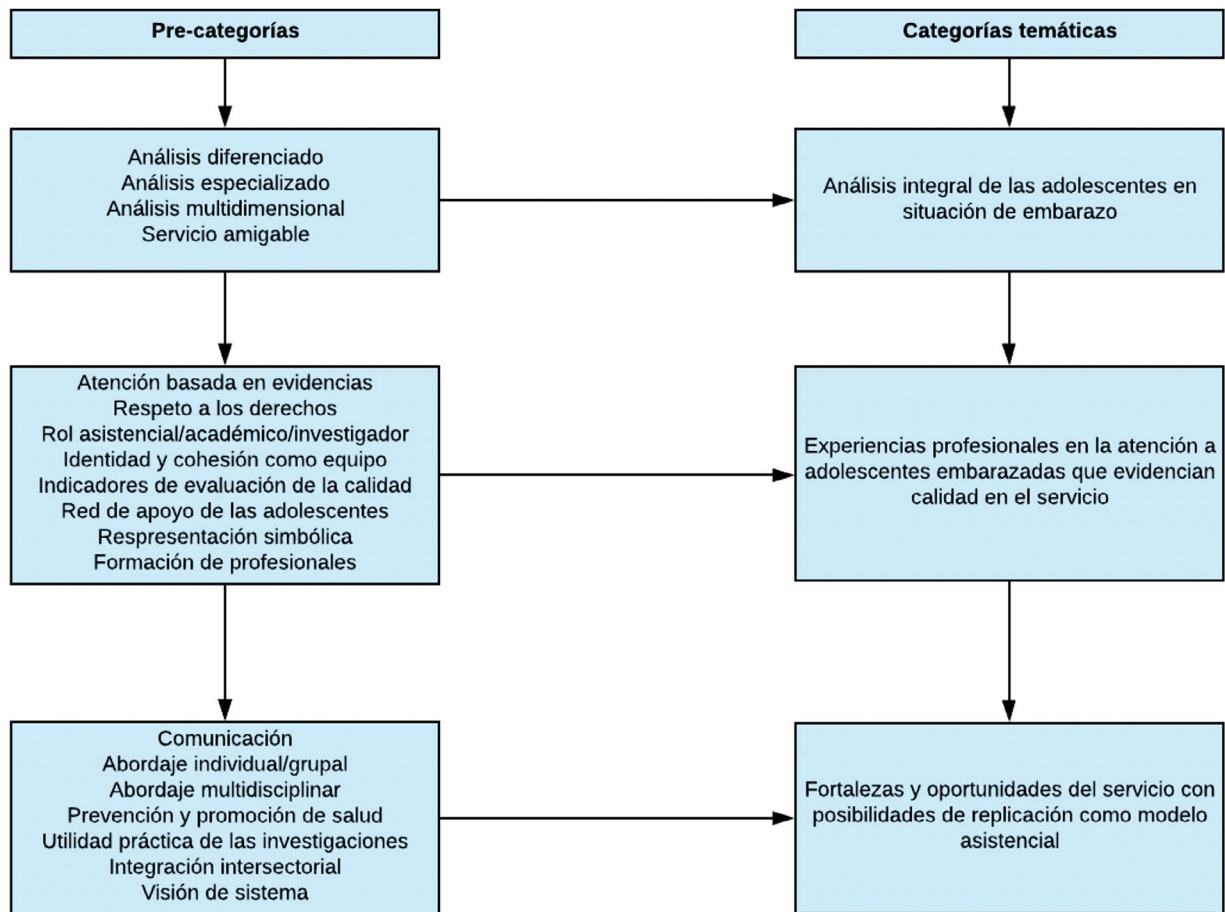 Pre-categorías
Categorías temáticas
Análisis diferenciado
Análisis especializado
Análisis multidimensional
Servicio amigable
Análisis integral de las adolescentes en
situación de embarazo
Atención basada en evidencias
Respeto a los derechos
Rol asistencial/académico/investigador
Identidad y cohesión como equipo
Indicadores de evaluación de la calidad
Red de apoyo de las adolescentes
Respresentación simbólica
Formación de profesionales
Experiencias profesionales en la atención a
adolescentes embarazadas que evidencian
calidad en el servicio
Comunicación
Abordaje individual/grupal
Abordaje multidisciplinar
Prevención y promoción de salud
Utilidad práctica de las investigaciones
Integración intersectorial
Visión de sistema
Fortalezas y oportunidades del servicio con
posibilidades de replicación como modelo
asistencial